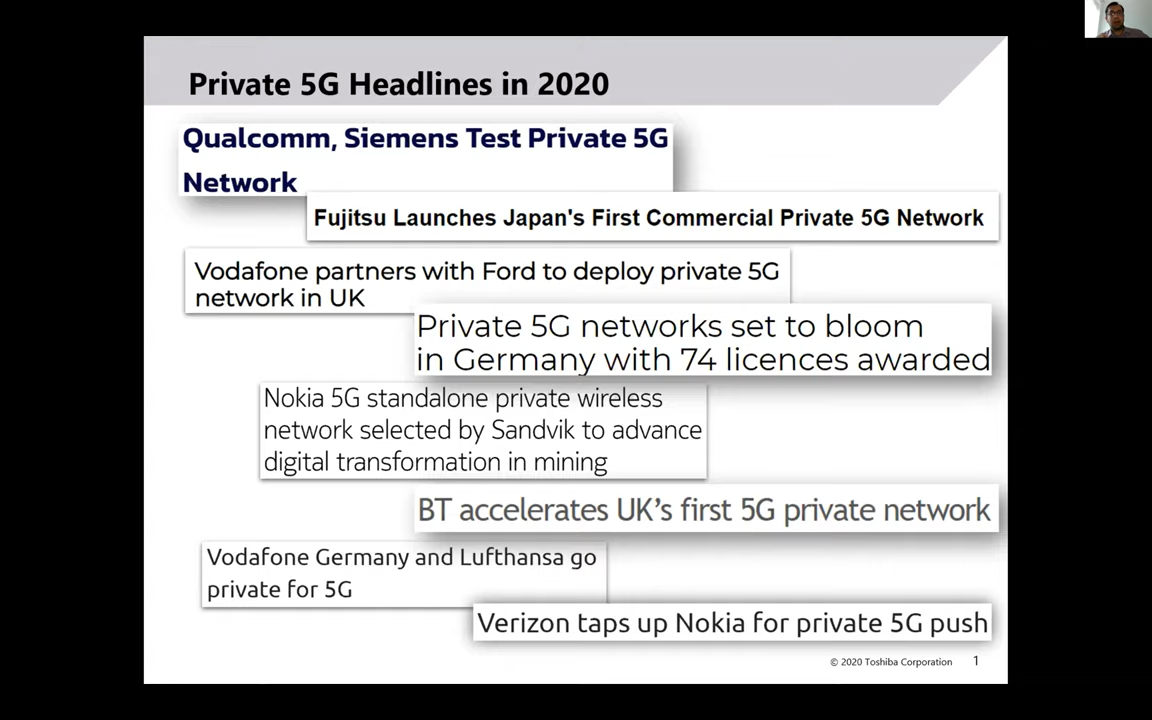 Private 5G Headlines in 2020
Qualcomm, Siemens Test Private 5G
Network
Fujitsu Launches Japan's First Commercial Private 5G Network
Vodafone partners with Ford to deploy private 5G
network in UK
Private 5G networks set to bloom
in Germany with 74 licences awarded
Nokia 5G standalone private wireless
network selected by Sandvik to advance
digital transformation in mining
BT accelerates UK’s first 5G private network
Vodafone Germany and Lufthansa go
private for 5G
Verizon taps up Nokia for private 5G push
© 2020 Toshiba Corporation 1